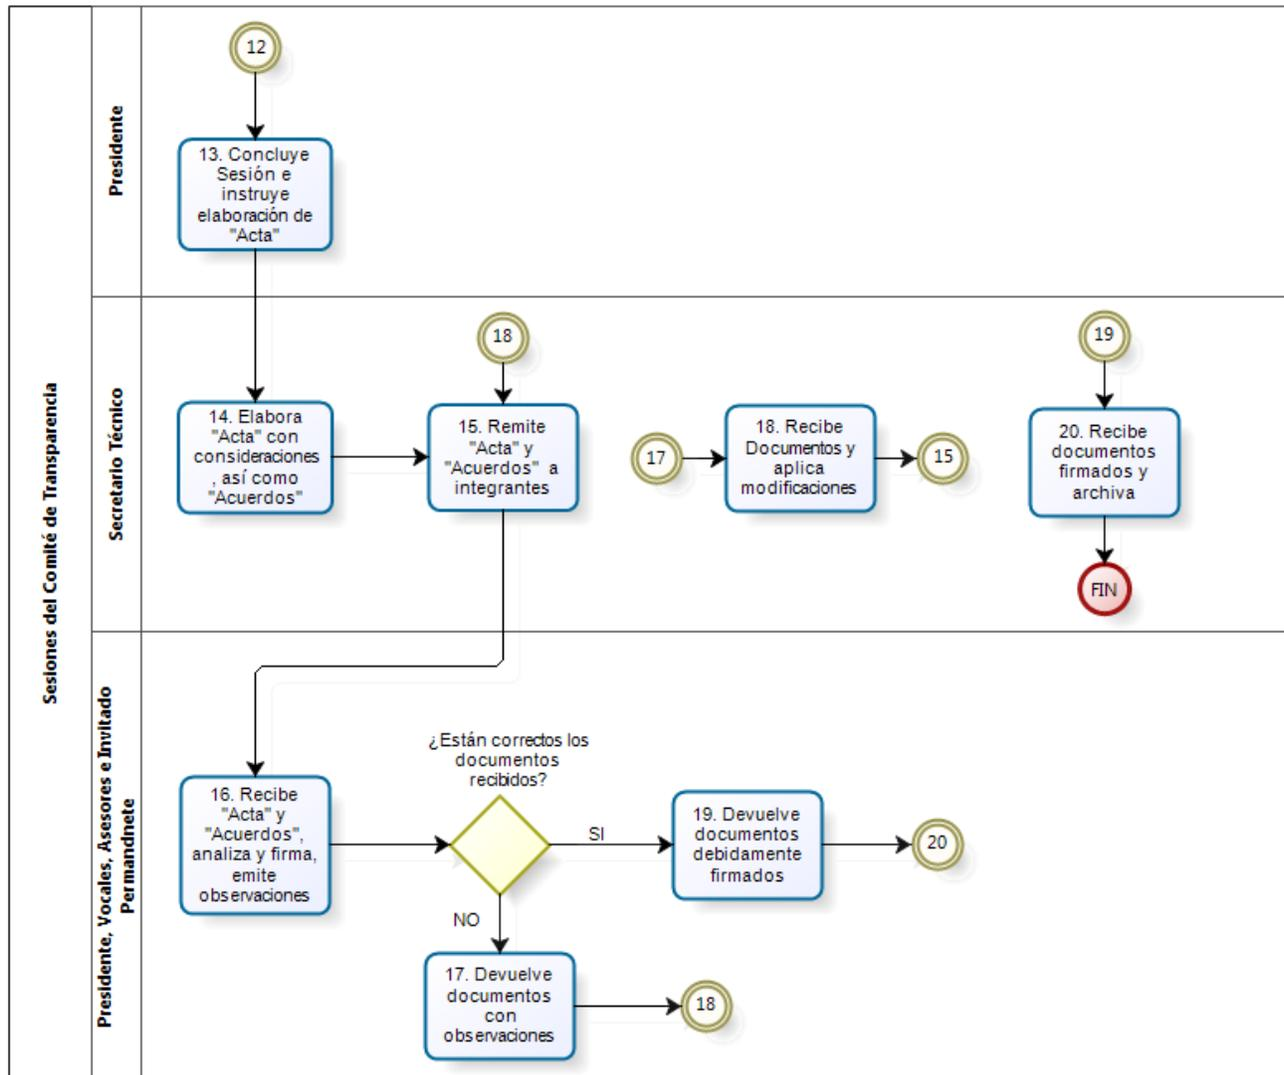 Sesiones del Comité de Transparencia
Presidente
12
13. Concluye
Sesión e
instruye
elaboración de
"Acta"
Secretario Técnico
18
19
14. Elabora
"Acta" con
consideraciones
, así como
"Acuerdos"
15. Remite
"Acta" y
"Acuerdos" a
integrantes
17
18. Recibe
Documentos y
aplica
modificaciones
15
20. Recibe
documentos
firmados y
archiva
FIN
Presidente, Vocales, Asesores e Invitado
Permandnete
16. Recibe
"Acta" y
"Acuerdos",
analiza y firma,
emite
observaciones
¿Están correctos los
documentos
recibidos?
SI
19. Devuelve
documentos
debidamente
firmados
20
NO
17. Devuelve
documentos
con
observaciones
18